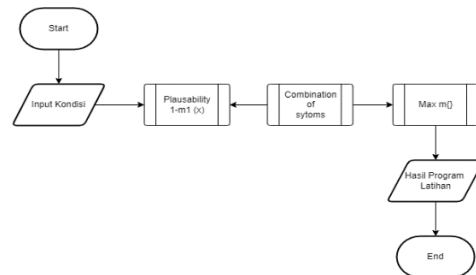 Start
Input Kondisi
Plausability
1-m1 (x)
Combination
of
sytoms
Max m{}
Hasil Program
Latihan
End